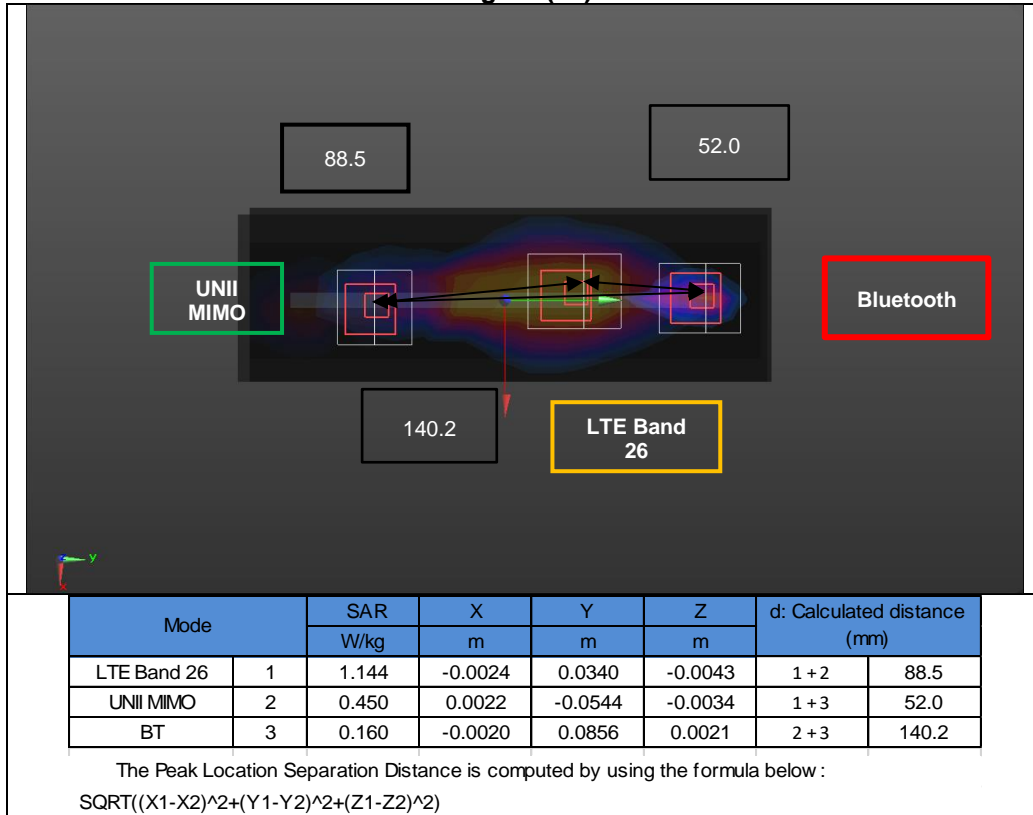 88.5
52.0
UNII
MIMO
Bluetooth
140.2
LTE Band
26
y
x
Mode SAR X Y Z d: Calculated distance
(mm)
W/kg m m m
LTE Band 26 1 1.144 -0.0024 0.0340 -0.0043 1 + 2 88.5
UNII MIMO 2 0.450 0.0022 -0.0544 -0.0034 1 + 3 52.0
BT 3 0.160 -0.0020 0.0856 0.0021 2 + 3 140.2
The Peak Location Separation Distance is computed by using the formula below :
SQRT((X1-X2)^2+(Y1-Y2)^2+(Z1-Z2)^2)